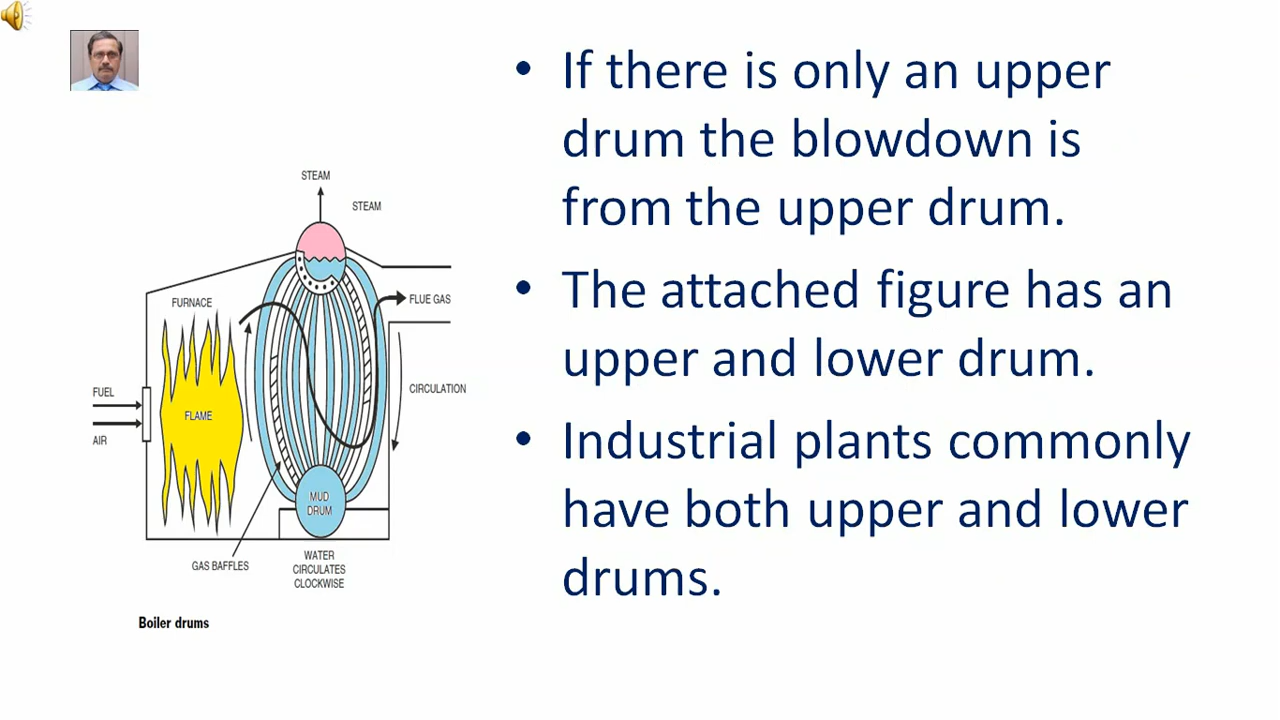 • If there is only an upper
drum the blowdown is
from the upper drum.
• The attached figure has an
upper and lower drum.
• Industrial plants commonly
have both upper and lower
drums.
STEAM
STEAM
FURNACE
FLUE GAS
FUEL
CIRCULATION
FLAME
AIR
MUD
DRUM
GAS BAFFLES
WATER
CIRCULATES
CLOCKWISE
Boiler drums